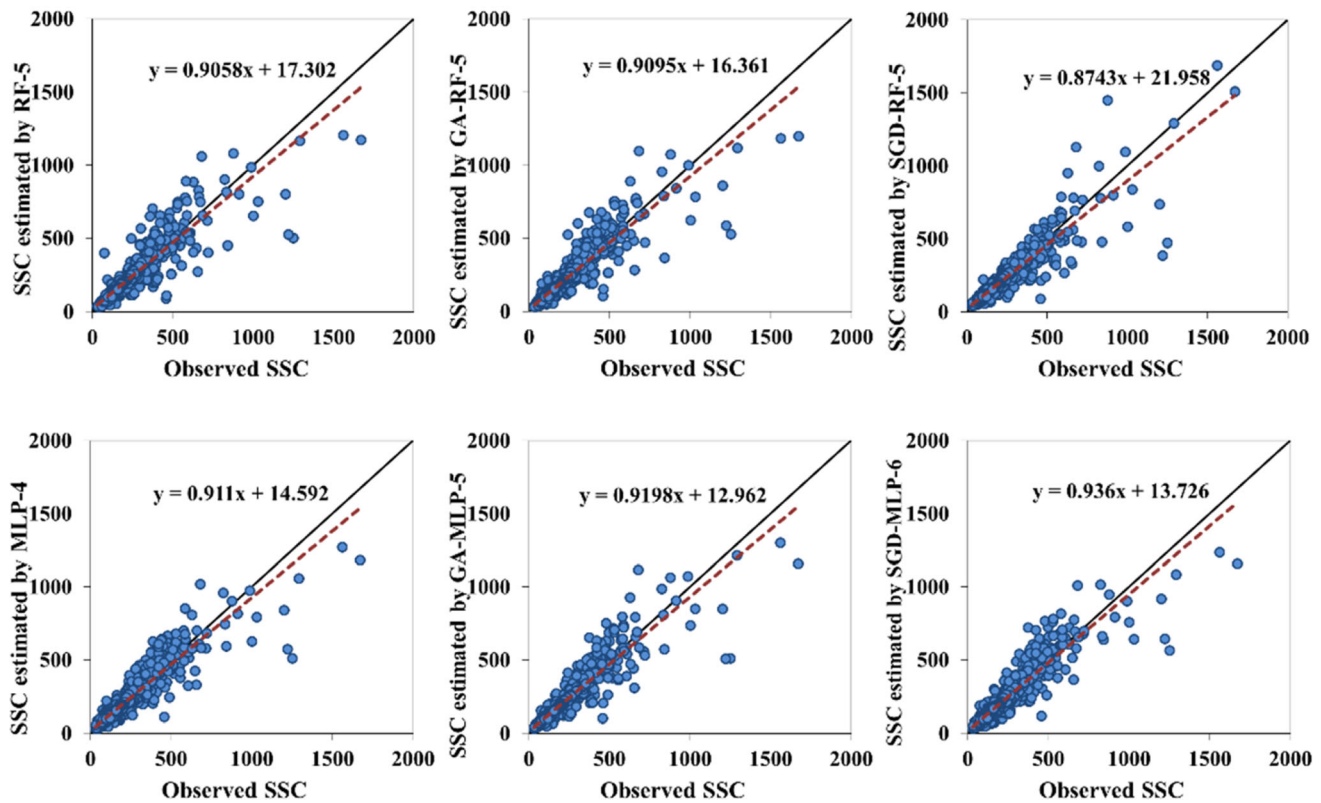 SSC estimated by RF-5
2000
1500
1000
500
0
y = 0.9058x + 17.302
0 500 1000 1500 2000
Observed SSC
SSC estimated by GA-RF-5
2000
1500
1000
500
0
y = 0.9095x + 16.361
0 500 1000 1500 2000
Observed SSC
SSC estimated by SGD-RF-5
2000
1500
1000
500
0
y = 0.8743x + 21.958
0 500 1000 1500 2000
Observed SSC
SSC estimated by MLP-4
2000
1500
1000
500
0
y = 0.911x + 14.592
0 500 1000 1500 2000
Observed SSC
SSC estimated by GA-MLP-5
2000
1500
1000
500
0
y = 0.9198x + 12.962
0 500 1000 1500 2000
Observed SSC
SSC estimated by SGD-MLP-6
2000
1500
1000
500
0
y = 0.936x + 13.726
0 500 1000 1500 2000
Observed SSC